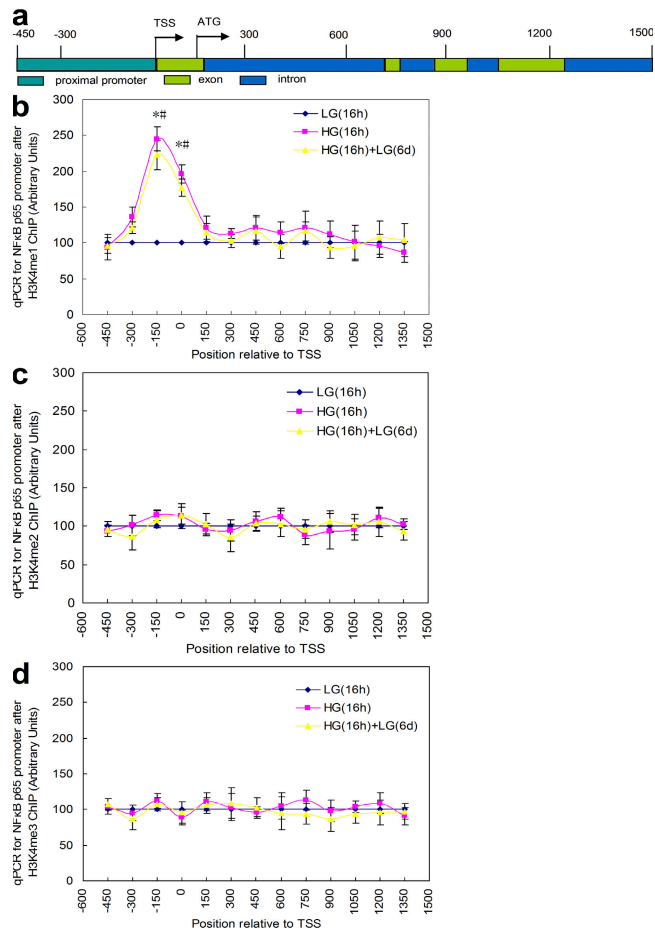 a
TSS
ATG
-450 -300 300 600 900 1200 1500
proximal promoter exon intron
b
qPCR for NFκB p65 promoter after
H3K4me1 ChIP (Arbitrary Units)
300
250
200
150
100
50
0
*# *#
LG(16h)
HG(16h)
HG(16h)+LG(6d)
-600 -450 -300 -150 0 150 300 450 600 750 900 1050 1200 1350 1500
Position relative to TSS
c
qPCR for NFκB p65 promoter after
H3K4me2 ChIP (Arbitrary Units)
300
250
200
150
100
50
0
LG(16h)
HG(16h)
HG(16h)+LG(6d)
-600 -450 -300 -150 0 150 300 450 600 750 900 1050 1200 1350 1500
Position relative to TSS
d
qPCR for NFκB p65 promoter after
H3K4me3 ChIP (Arbitrary Units)
300
250
200
150
100
50
0
LG(16h)
HG(16h)
HG(16h)+LG(6d)
-600 -450 -300 -150 0 150 300 450 600 750 900 1050 1200 1350 1500
Position relative to TSS